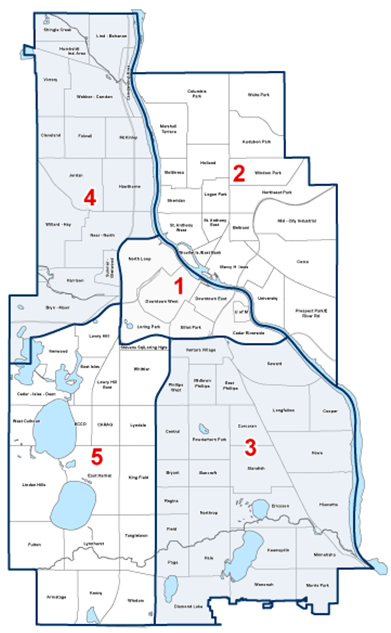 Shingle Creek
Lind - Bohanon
Humboldt
Ind. Area
Victory
Webber - Camden
Columbia
Park
Waite Park
Marshall
Terrace
Audubon Park
Cleveland
Folwell
McKinley
Holland
2
Bottineau
Windom Park
Jordan
Hawthorne
4
Logan Park
Northeast Park
Sheridan
Willard - Hay
Near - North
St. Anthony
West
St. Anthony
East
Beltrami
Mid - City Industrial
North Loop
Nicollet Is./East Bank
Marcy Holmes
Como
Harrison
Sumner -
Glenwood
1
Downtown West
Downtown East
University
Bryn - Mawr
U of M
Prospect Park/E
River Rd
Loring Park
Elliot Park
Cedar-Riverside
Lowry Hill
Kenwood
Ventura Village
Seward
East Isles
Lowry Hill
East
Whittier
Phillips
West
Midtown
Phillips
East
Phillips
Cedar - Isles - Dean
Longfellow
Cooper
West Calhoun
ECCO
CARAG
Lyndale
Central
Corcoran
Powderhorn Park
3
5
Howe
Standish
East Harriet
King Field
Bryant
Bancroft
Linden Hills
Regina
Northrop
Ericsson
Hiawatha
Field
Fulton
Lynnhurst
Tangletown
Page
Hale
Keewaydin
Minnehaha
Wenonah
Morris Park
Armatage
Kenny
Windom
Diamond Lake